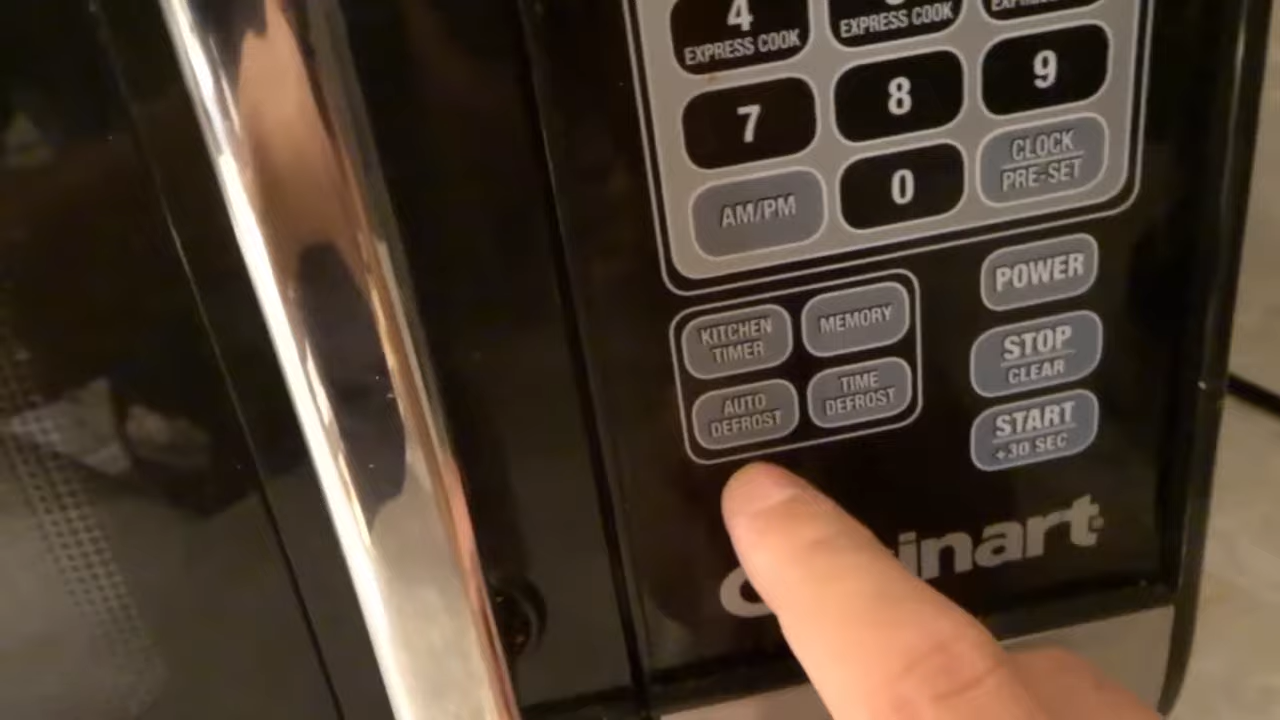 4
EXPRESS COOK
EXPRESS COOK
7
8
9
AM/PM
0
CLOCK
PRE-SET
KITCHEN
TIMER
MEMORY
POWER
AUTO
DEFROST
TIME
DEFROST
STOP
CLEAR
START
+30 SEC
inart